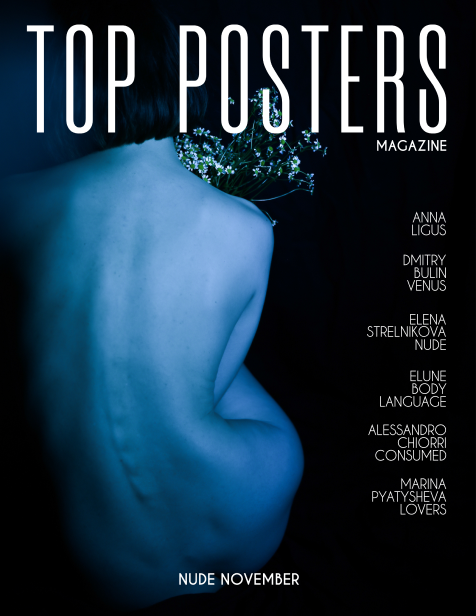 TOP POSTERS
MAGAZINE
ANNA
LIGUS
DMITRY
BULIN
VENUS
ELENA
STRELNIKOVA
NUDE
ELUNE
BODY
LANGUAGE
ALESSANDRO
CHIORRI
CONSUMED
MARINA
PYATYSHEVA
LOVERS
NUDE NOVEMBER